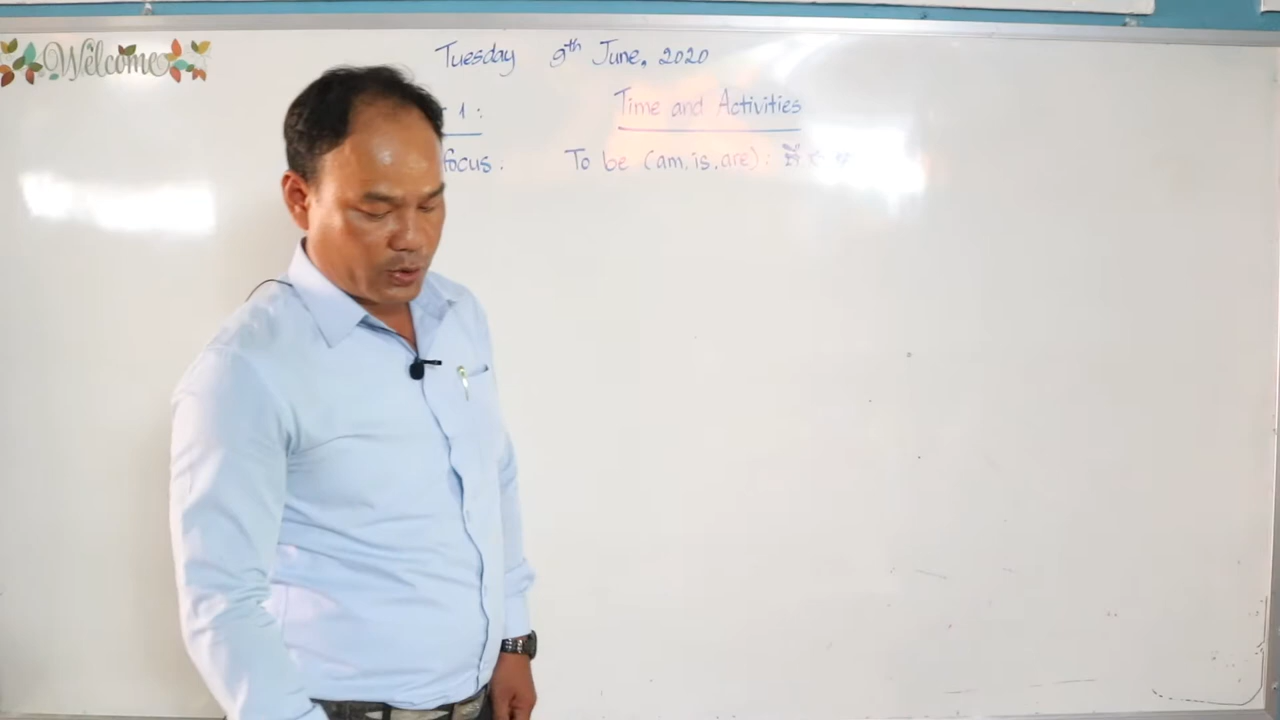 Welcome
Tuesday 9th June, 2020
1 : Time and Activities
focus. To be (am, is, are) :